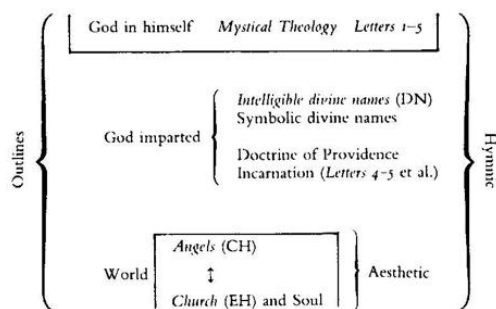 God in himself Mystical Theology Letters 1–5
Outlines
God imparted
Intelligible divine names (DN)
Symbolic divine names
Doctrine of Providence
Incarnation (Letters 4–5 et al.)
Hymnic
World
Angels (CH)
↕
Church (EH) and Soul
Aesthetic